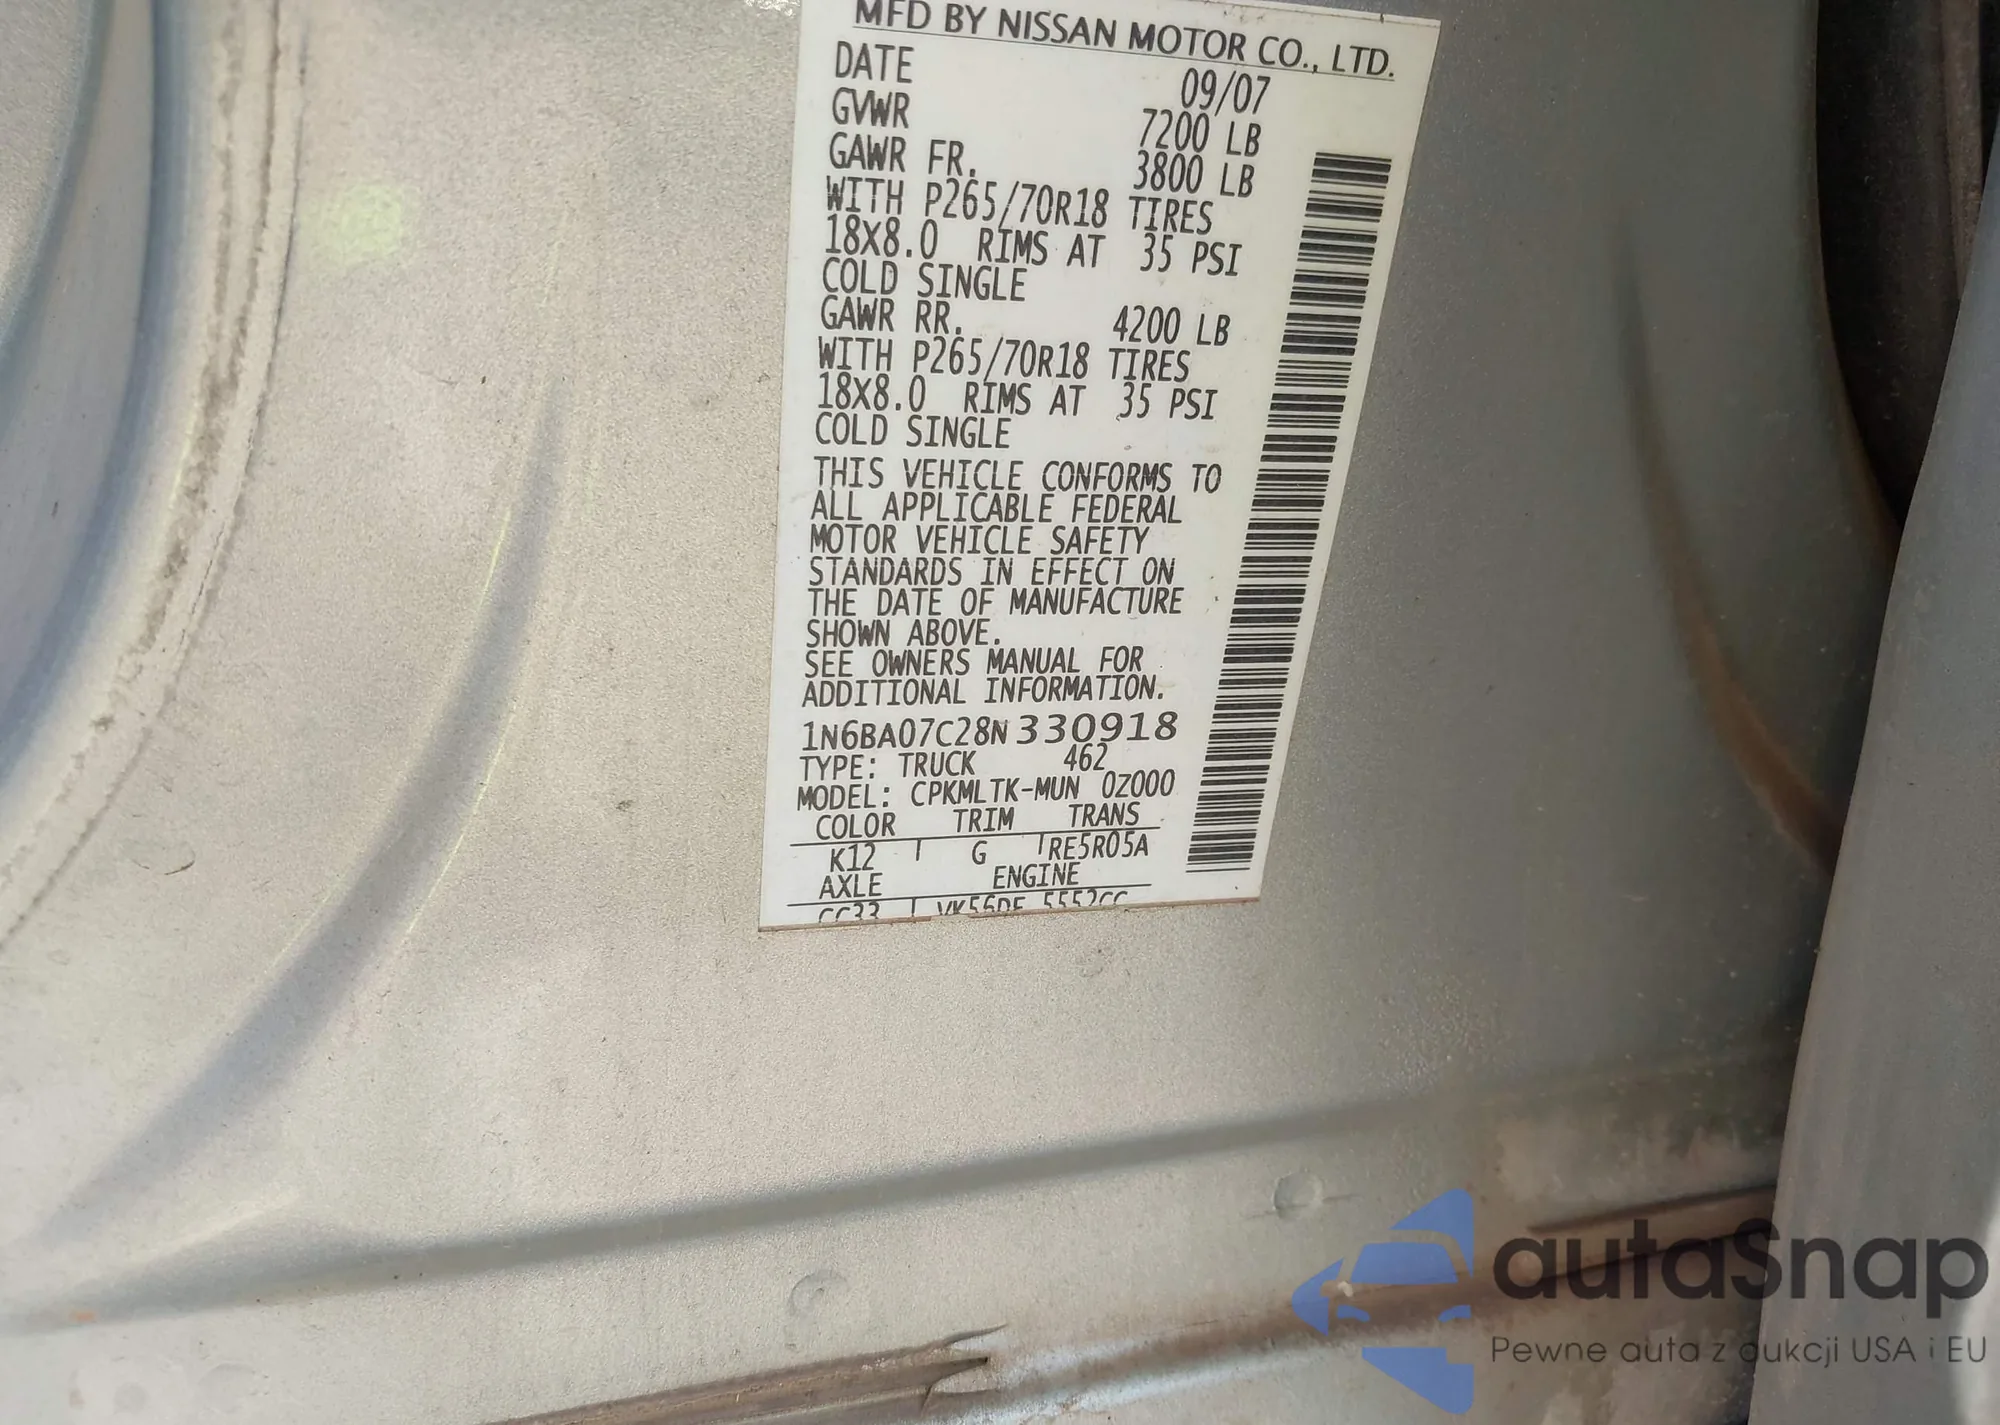 MFD BY NISSAN MOTOR CO., LTD.
DATE 09/07
GVWR 7200 LB
GAWR FR. 3800 LB
WITH P265/70R18 TIRES
18X8.0 RIMS AT 35 PSI
COLD SINGLE
GAWR RR. 4200 LB
WITH P265/70R18 TIRES
18X8.0 RIMS AT 35 PSI
COLD SINGLE
THIS VEHICLE CONFORMS TO
ALL APPLICABLE FEDERAL
MOTOR VEHICLE SAFETY
STANDARDS IN EFFECT ON
THE DATE OF MANUFACTURE
SHOWN ABOVE.
SEE OWNERS MANUAL FOR
ADDITIONAL INFORMATION.
1N6BA07C28N330918
TYPE: TRUCK 462
MODEL: CPKMLTK-MUN 0Z000
COLOR TRIM TRANS
K12 G RE5R05A
AXLE ENGINE
CC33 VK56DE 5552CC
autaSnap
Pewne auta z aukcji USA i EU